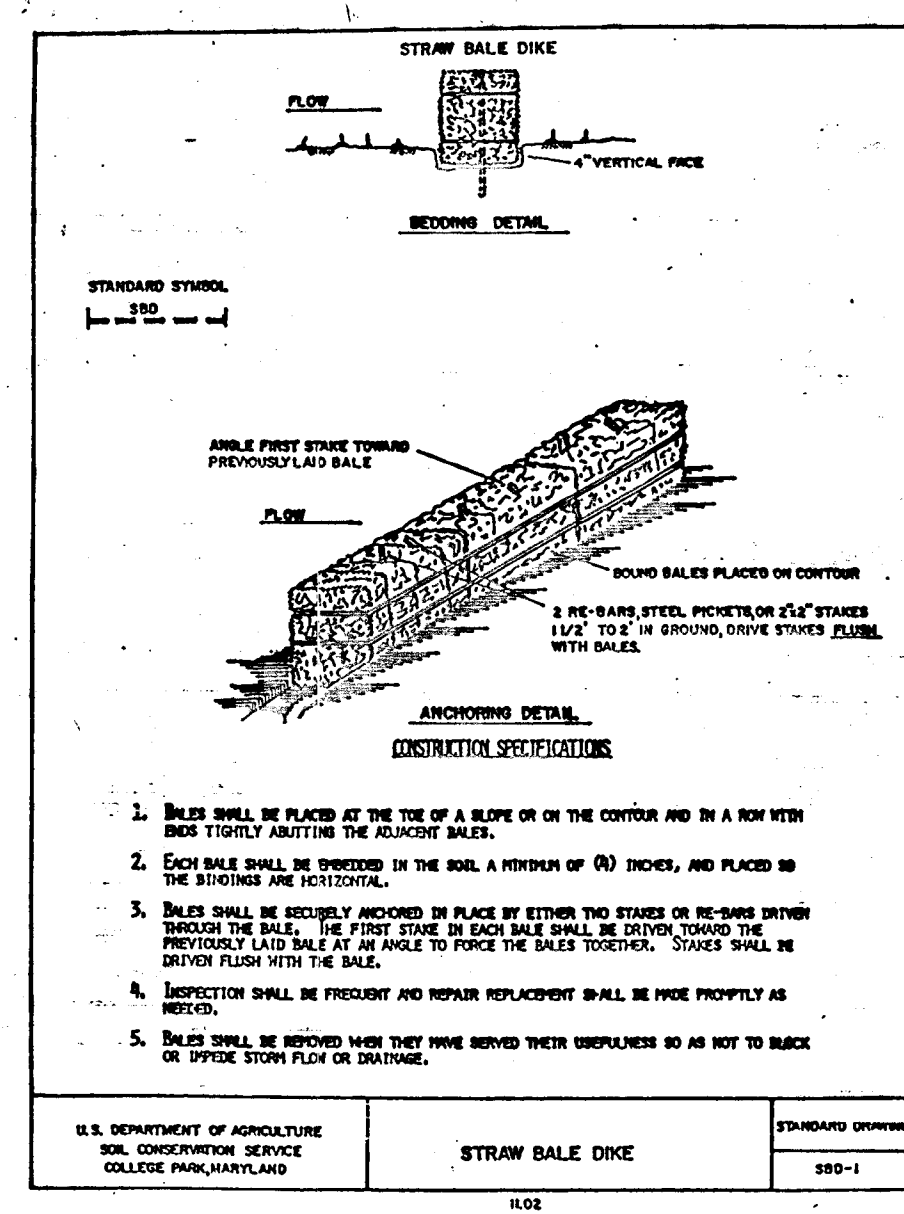 STRAW BALE DIKE
FLOW
4" VERTICAL FACE
BEDDING DETAIL
STANDARD SYMBOL
SBD
ANGLE FIRST STAKE TOWARD
PREVIOUSLY LAID BALE
FLOW
BOUND BALES PLACED ON CONTOUR
2 RE-BARS, STEEL PICKETS, OR 2"x2" STAKES
1 1/2' TO 2' IN GROUND, DRIVE STAKES FLUSH
WITH BALES.
ANCHORING DETAIL
CONSTRUCTION SPECIFICATIONS
1. BALES SHALL BE PLACED AT THE TOE OF A SLOPE OR ON THE CONTOUR AND IN A ROW WITH
ENDS TIGHTLY ABUTTING THE ADJACENT BALES.
2. EACH BALE SHALL BE EMBEDDED IN THE SOIL A MINIMUM OF (4) INCHES, AND PLACED SO
THE BINDINGS ARE HORIZONTAL.
3. BALES SHALL BE SECURELY ANCHORED IN PLACE BY EITHER TWO STAKES OR RE-BARS DRIVEN
THROUGH THE BALE. THE FIRST STAKE IN EACH BALE SHALL BE DRIVEN TOWARD THE
PREVIOUSLY LAID BALE AT AN ANGLE TO FORCE THE BALES TOGETHER. STAKES SHALL BE
DRIVEN FLUSH WITH THE BALE.
4. INSPECTION SHALL BE FREQUENT AND REPAIR REPLACEMENT SHALL BE MADE PROMPTLY AS
NEEDED.
5. BALES SHALL BE REMOVED WHEN THEY HAVE SERVED THEIR USEFULNESS SO AS NOT TO BLOCK
OR IMPEDE STORM FLOW OR DRAINAGE.
U.S. DEPARTMENT OF AGRICULTURE
SOIL CONSERVATION SERVICE
COLLEGE PARK, MARYLAND
STRAW BALE DIKE
STANDARD DRAWING
SBD-1
11.02